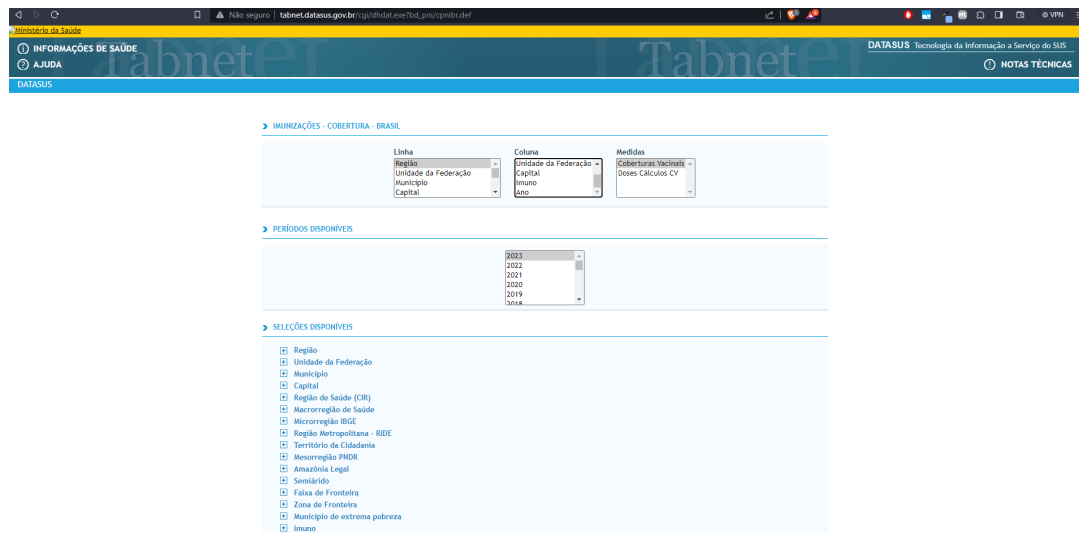 Não seguro | tabnet.datasus.gov.br/cgi/dhdat.exe?bd_pni/cpnibr.def
VPN
Ministério da Saúde
INFORMAÇÕES DE SAÚDE
AJUDA
Tabnet
Tabnet
DATASUS Tecnologia da Informação a Serviço do SUS
NOTAS TÉCNICAS
DATASUS
IMUNIZAÇÕES - COBERTURA - BRASIL
Linha Coluna Medidas
Região Unidade da Federação Coberturas Vacinais
Unidade da Federação Capital Doses Cálculos CV
Município Imuno
Capital Ano
PERÍODOS DISPONÍVEIS
2023
2022
2021
2020
2019
2018
SELEÇÕES DISPONÍVEIS
Região
Unidade da Federação
Município
Capital
Região de Saúde (CIR)
Macrorregião de Saúde
Microrregião IBGE
Região Metropolitana - RIDE
Território da Cidadania
Mesorregião PNDR
Amazônia Legal
Semiárido
Faixa de Fronteira
Zona de Fronteira
Município de extrema pobreza
Imuno